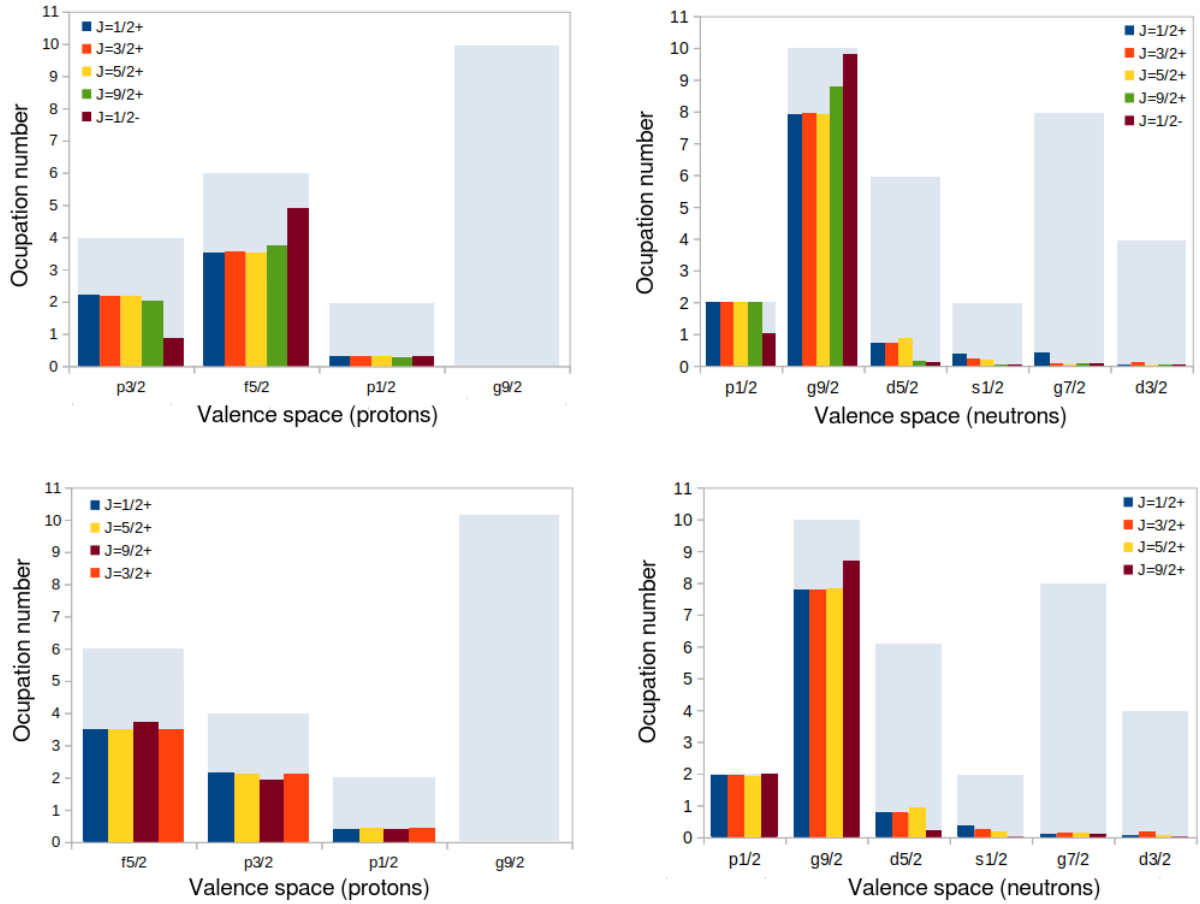 11
10
9
8
7
6
5
4
3
2
1
0
Ocupation number
J=1/2+
J=3/2+
J=5/2+
J=9/2+
J=1/2-
p3/2 f5/2 p1/2 g9/2
Valence space (protons)
11
10
9
8
7
6
5
4
3
2
1
0
Ocupation number
J=1/2+
J=3/2+
J=5/2+
J=9/2+
J=1/2-
p1/2 g9/2 d5/2 s1/2 g7/2 d3/2
Valence space (neutrons)
11
10
9
8
7
6
5
4
3
2
1
0
Ocupation number
J=1/2+
J=5/2+
J=9/2+
J=3/2+
f5/2 p3/2 p1/2 g9/2
Valence space (protons)
11
10
9
8
7
6
5
4
3
2
1
0
Ocupation number
J=1/2+
J=3/2+
J=5/2+
J=9/2+
p1/2 g9/2 d5/2 s1/2 g7/2 d3/2
Valence space (neutrons)